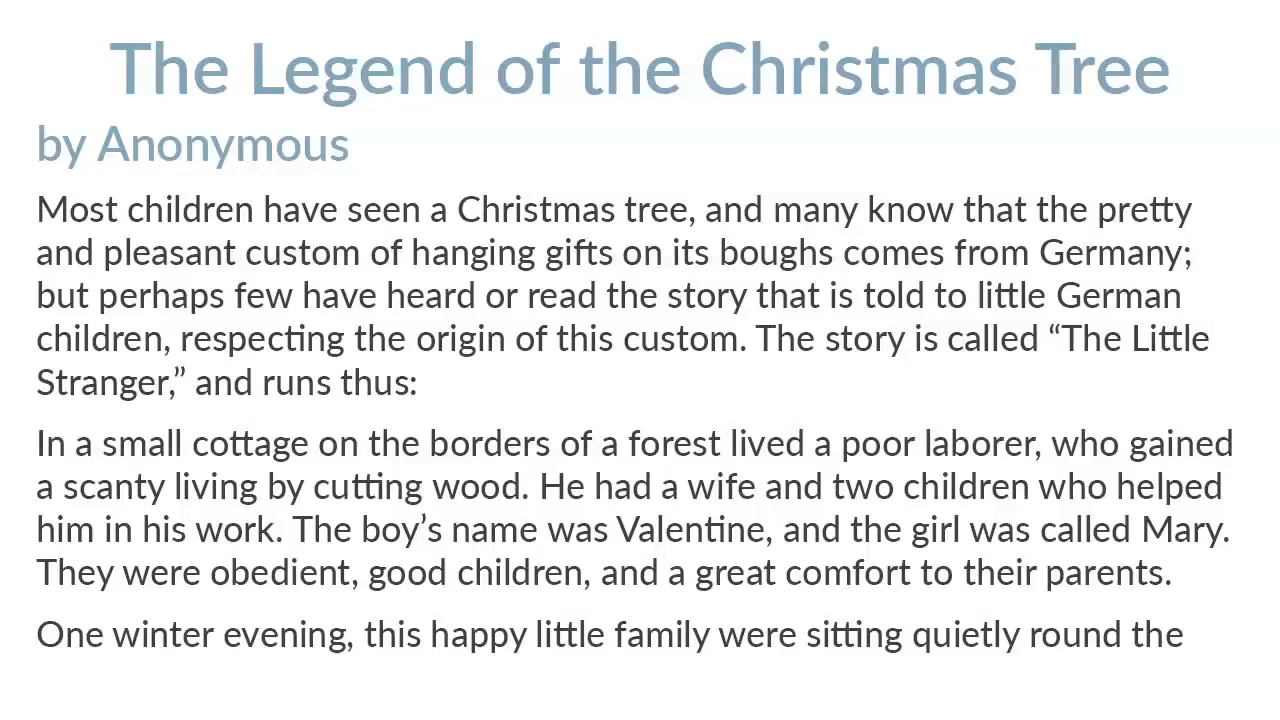 The Legend of the Christmas Tree
by Anonymous
Most children have seen a Christmas tree, and many know that the pretty
and pleasant custom of hanging gifts on its boughs comes from Germany;
but perhaps few have heard or read the story that is told to little German
children, respecting the origin of this custom. The story is called “The Little
Stranger,” and runs thus:
In a small cottage on the borders of a forest lived a poor laborer, who gained
a scanty living by cutting wood. He had a wife and two children who helped
him in his work. The boy’s name was Valentine, and the girl was called Mary.
They were obedient, good children, and a great comfort to their parents.
One winter evening, this happy little family were sitting quietly round the